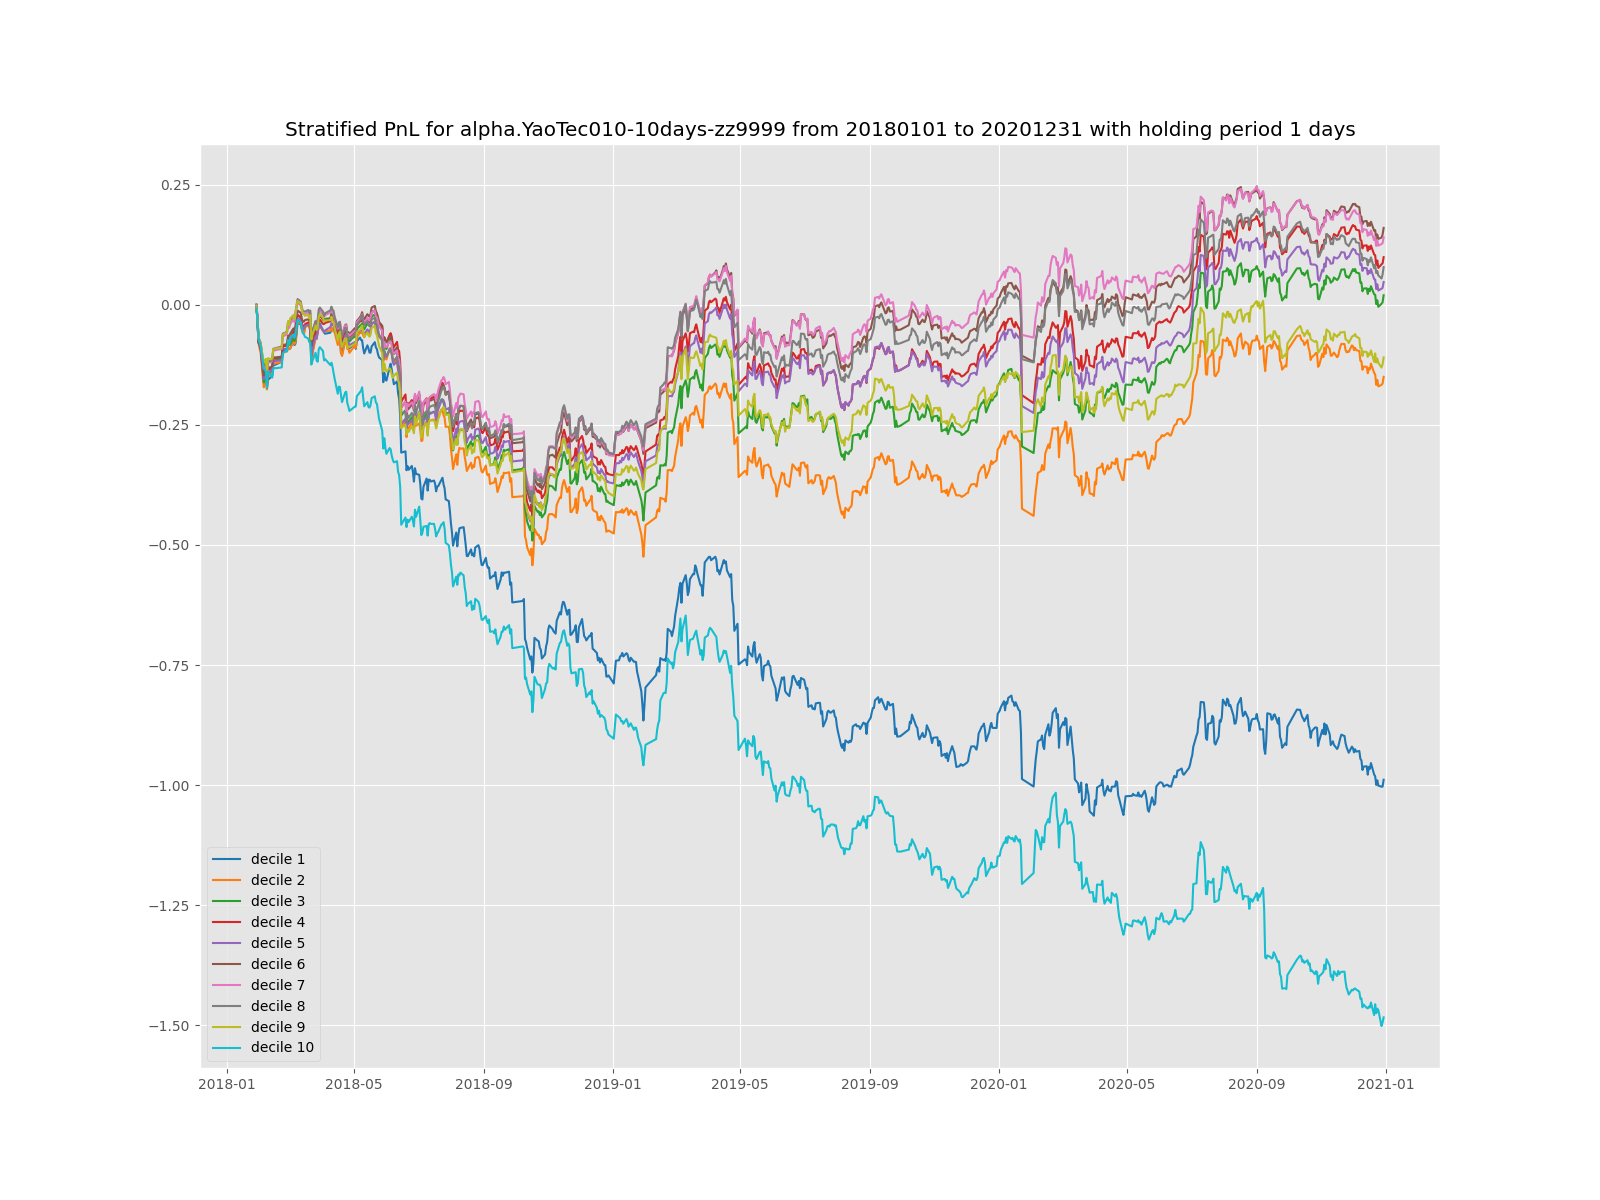 Stratified PnL for alpha.YaoTec010-10days-zz9999 from 20180101 to 20201231 with holding period 1 days
0.25
0.00
−0.25
−0.50
−0.75
−1.00
−1.25
−1.50
decile 1
decile 2
decile 3
decile 4
decile 5
decile 6
decile 7
decile 8
decile 9
decile 10
2018-01 2018-05 2018-09 2019-01 2019-05 2019-09 2020-01 2020-05 2020-09 2021-01